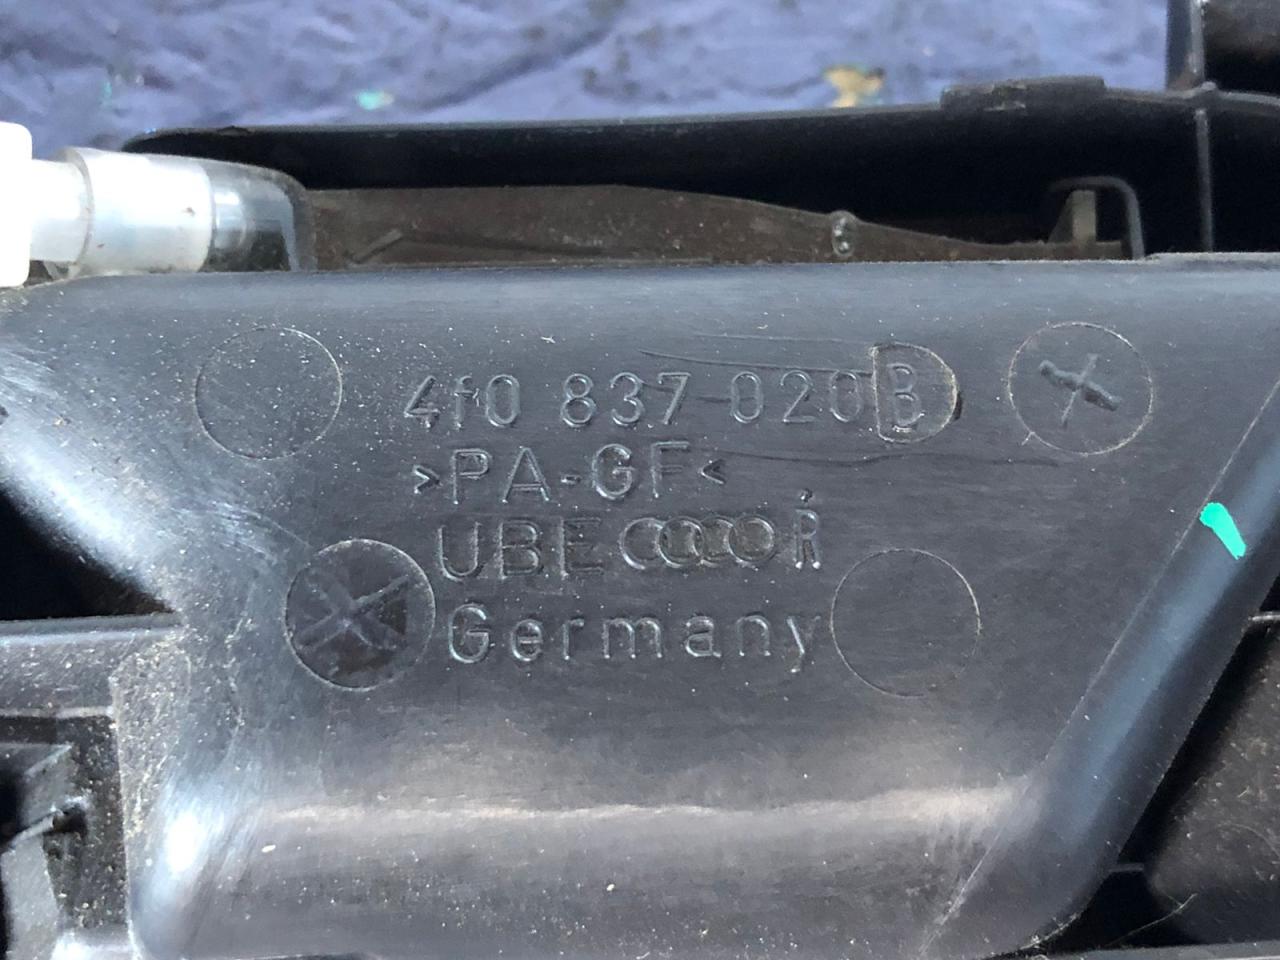 4f0 837 020 B
>PA-GF<
UBE R
Germany